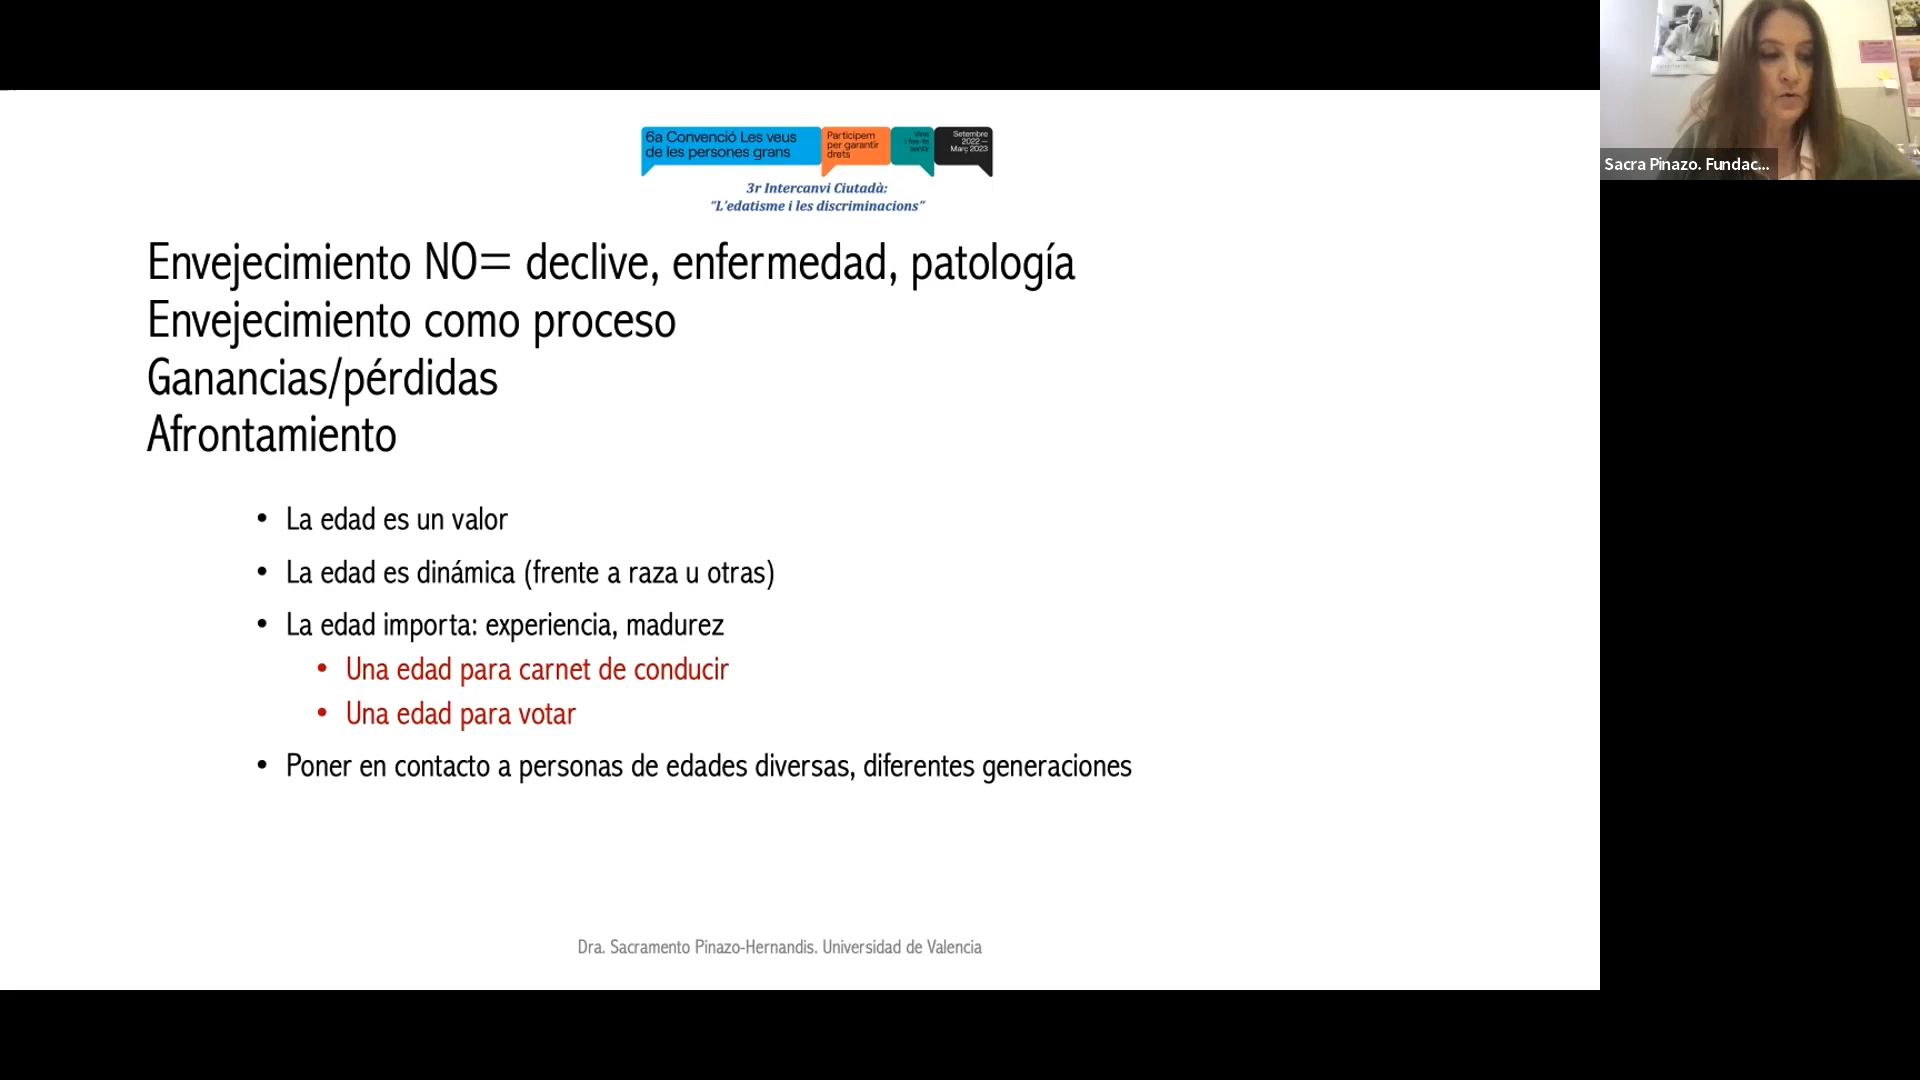 6a Convenció Les veus
de les persones grans
Participem
per garantir
drets
Vine
i fes-te
sentir
Setembre
2022 —
Març 2023
3r Intercanvi Ciutadà:
“L’edatisme i les discriminacions”
Envejecimiento NO= declive, enfermedad, patología
Envejecimiento como proceso
Ganancias/pérdidas
Afrontamiento
• La edad es un valor
• La edad es dinámica (frente a raza u otras)
• La edad importa: experiencia, madurez
• Una edad para carnet de conducir
• Una edad para votar
• Poner en contacto a personas de edades diversas, diferentes generaciones
Dra. Sacramento Pinazo-Hernandis. Universidad de Valencia
Sacra Pinazo. Fundac...